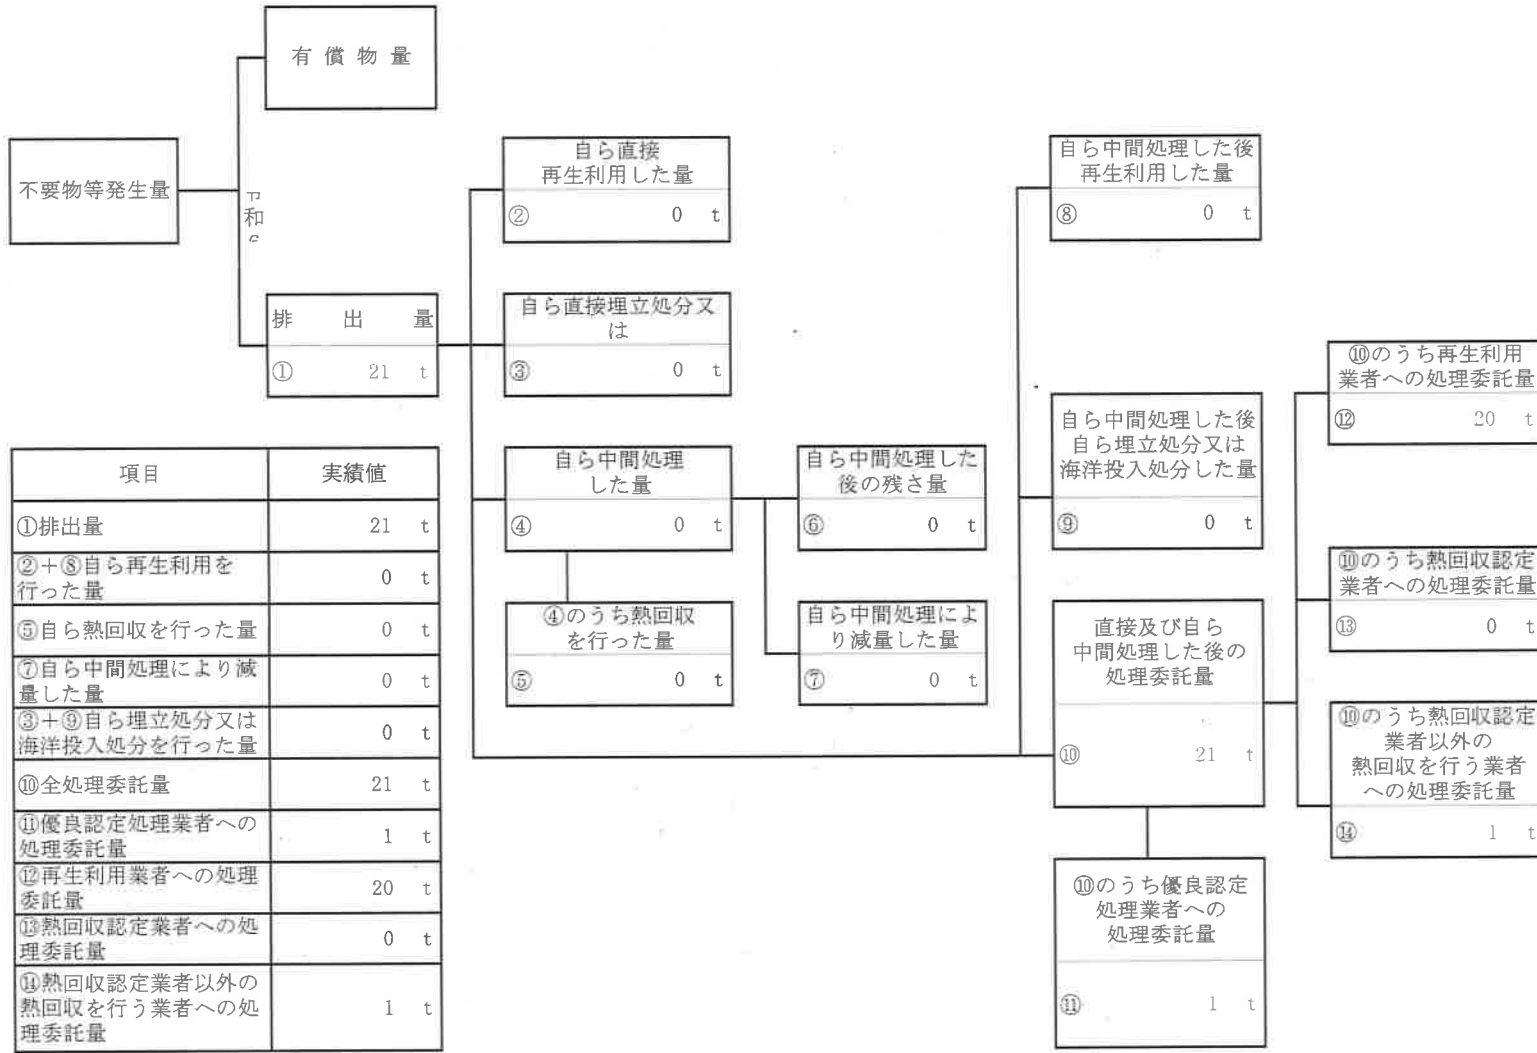 有償物量
不要物等発生量
和
排出量
① 21 t
自ら直接
再生利用した量
② 0 t
自ら直接埋立処分又
は
③ 0 t
自ら中間処理
した量
④ 0 t
④のうち熱回収
を行った量
⑤ 0 t
自ら中間処理した
後の残さ量
⑥ 0 t
自ら中間処理によ
り減量した量
⑦ 0 t
自ら中間処理した後
再生利用した量
⑧ 0 t
自ら中間処理した後
自ら埋立処分又は
海洋投入処分した量
⑨ 0 t
直接及び自ら
中間処理した後の
処理委託量
⑩ 21 t
⑩のうち優良認定
処理業者への
処理委託量
⑪ 1 t
⑩のうち再生利用
業者への処理委託量
⑫ 20 t
⑩のうち熱回収認定
業者への処理委託量
⑬ 0 t
⑩のうち熱回収認定
業者以外の
熱回収を行う業者
への処理委託量
⑭ 1 t
項目 実績値
①排出量 21 t
②+⑧自ら再生利用を
行った量 0 t
⑤自ら熱回収を行った量 0 t
⑦自ら中間処理により減
量した量 0 t
③+⑨自ら埋立処分又は
海洋投入処分を行った量 0 t
⑩全処理委託量 21 t
⑪優良認定処理業者への
処理委託量 1 t
⑫再生利用業者への処理
委託量 20 t
⑬熱回収認定業者への処
理委託量 0 t
⑭熱回収認定業者以外の
熱回収を行う業者への処
理委託量 1 t